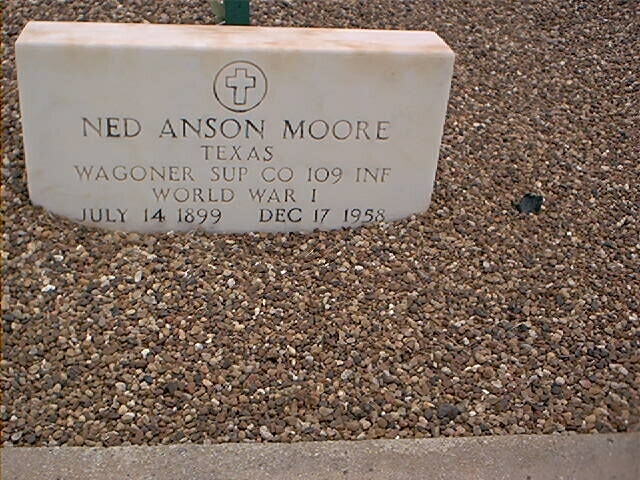 NED ANSON MOORE
TEXAS
WAGONER SUP CO 109 INF
WORLD WAR I
JULY 14 1899 DEC 17 1958